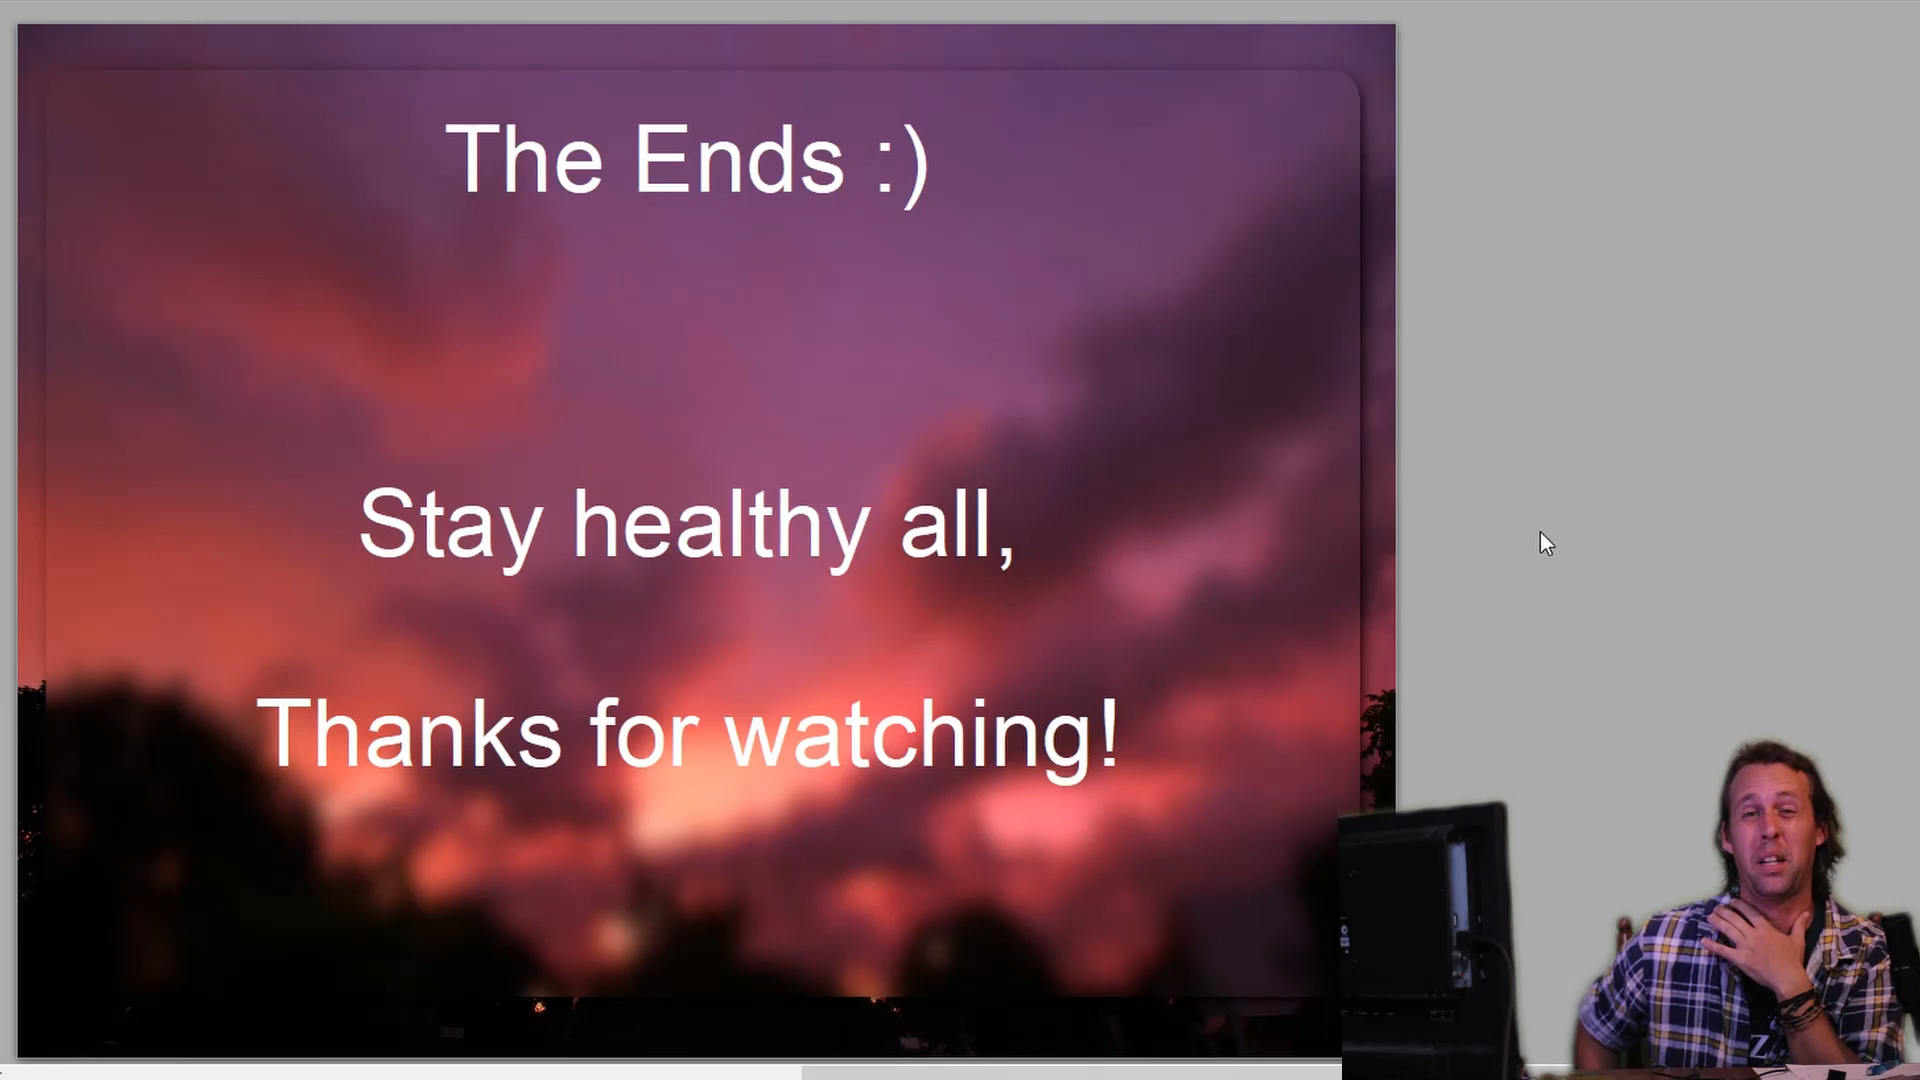 The Ends :)
Stay healthy all,
Thanks for watching!
Z